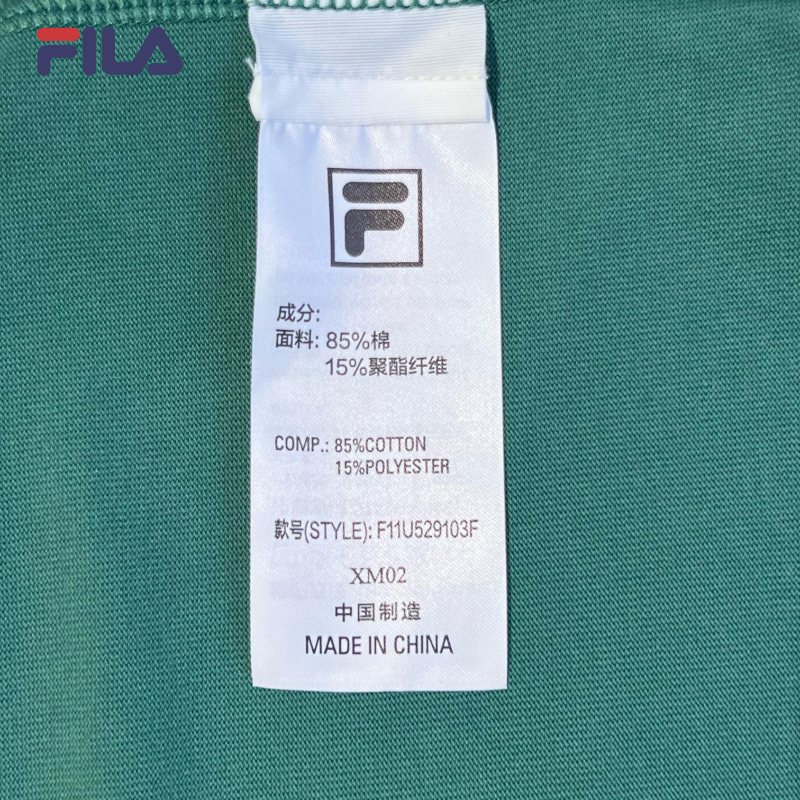 FILA
F
成分:
面料: 85%棉
15%聚酯纤维
COMP.: 85%COTTON
15%POLYESTER
款号(STYLE): F11U529103F
XM02
中国制造
MADE IN CHINA